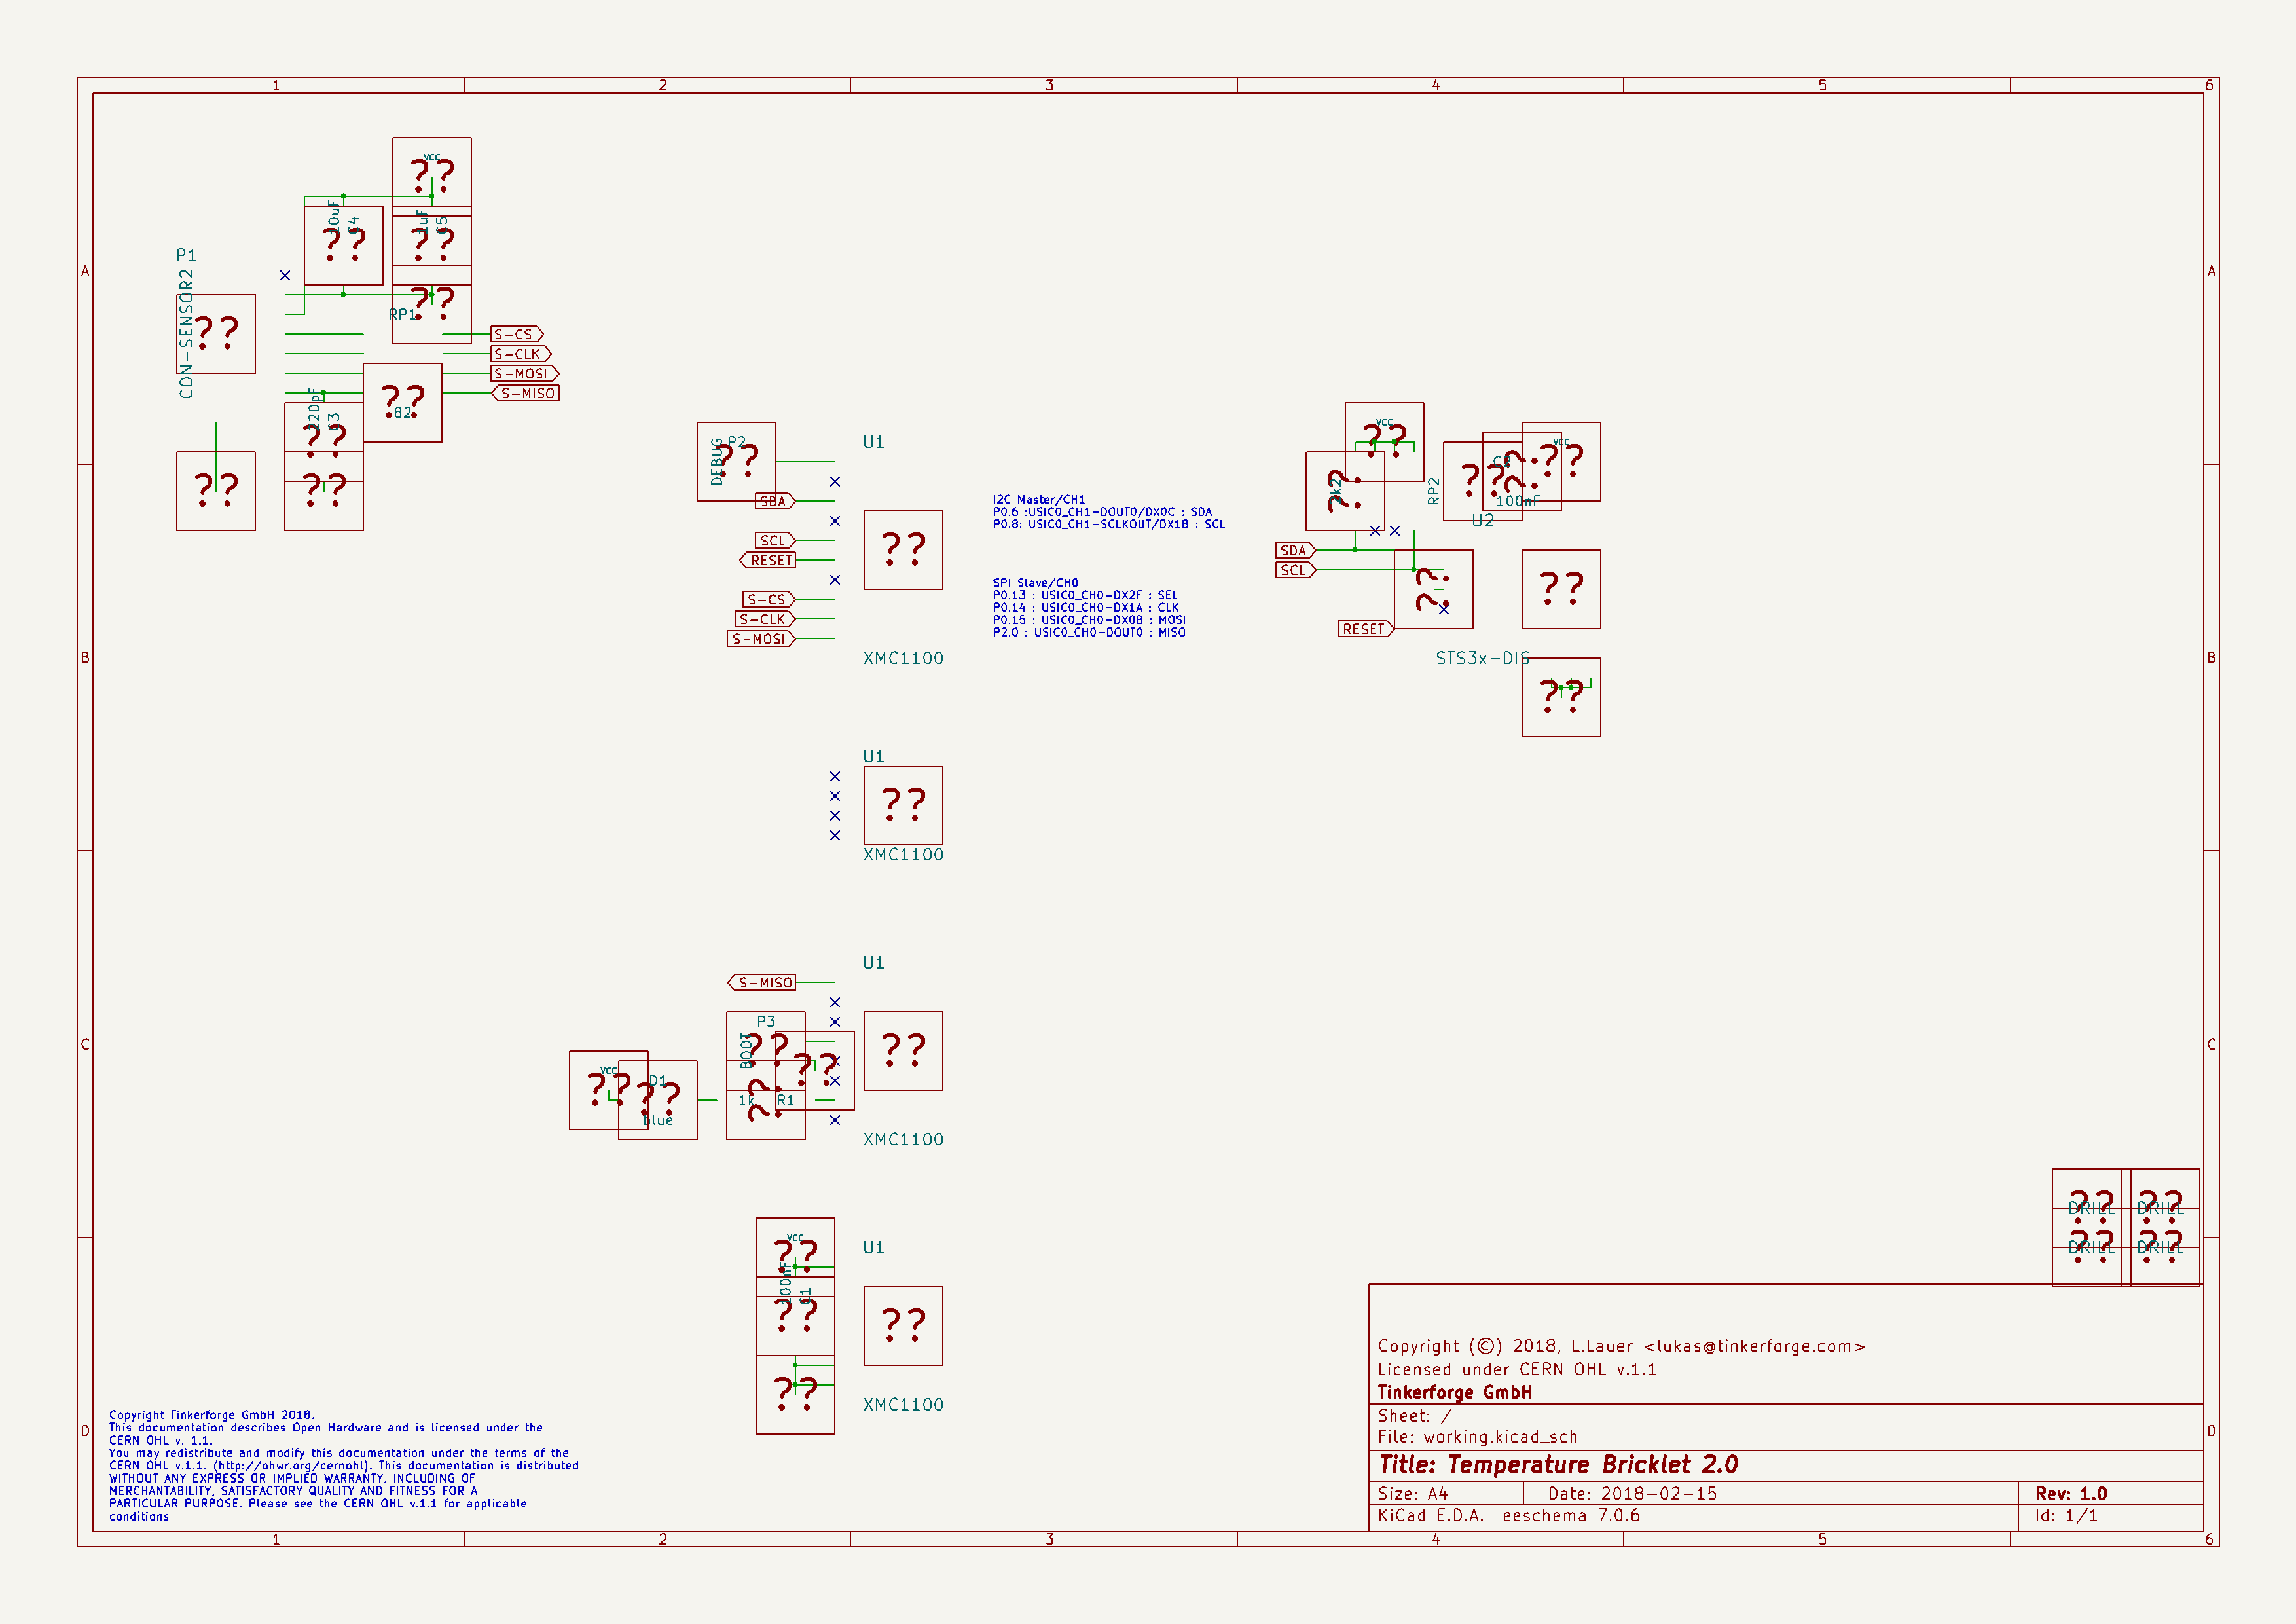 1 2 3 4 5 6
A
B
C
D
A
B
C
D
1 2 3 4 5 6
vcc
??
10uF
C4
??
1uF
C5
??
??
P1
CON-SENSOR2
??
RP1
S-CS
S-CLK
S-MOSI
S-MISO
??
82
220pF
C3
??
??
??
P2
DEBUG
??
U1
SDA
SCL
RESET
S-CS
S-CLK
S-MOSI
??
XMC1100
I2C Master/CH1
P0.6 :USIC0_CH1-DOUT0/DX0C : SDA
P0.8: USIC0_CH1-SCLKOUT/DX1B : SCL
SPI Slave/CH0
P0.13 : USIC0_CH0-DX2F : SEL
P0.14 : USIC0_CH0-DX1A : CLK
P0.15 : USIC0_CH0-DX0B : MOSI
P2.0 : USIC0_CH0-DOUT0 : MISO
vcc
??
2k2
??
RP2
??
??
100nF
vcc
??
U2
SDA
SCL
RESET
??
??
STS3x-DIS
??
U1
??
XMC1100
U1
S-MISO
P3
BOOT
??
??
??
vcc
??
D1
??
blue
1k
R1
??
XMC1100
U1
vcc
??
100nF
C1
??
??
??
XMC1100
??
DRILL
??
DRILL
??
DRILL
??
DRILL
Copyright Tinkerforge GmbH 2018.
This documentation describes Open Hardware and is licensed under the
CERN OHL v. 1.1.
You may redistribute and modify this documentation under the terms of the
CERN OHL v.1.1. (http://ohwr.org/cernohl). This documentation is distributed
WITHOUT ANY EXPRESS OR IMPLIED WARRANTY, INCLUDING OF
MERCHANTABILITY, SATISFACTORY QUALITY AND FITNESS FOR A
PARTICULAR PURPOSE. Please see the CERN OHL v.1.1 for applicable
conditions
Copyright (©) 2018, L.Lauer <lukas@tinkerforge.com>
Licensed under CERN OHL v.1.1
Tinkerforge GmbH
Sheet: /
File: working.kicad_sch
Title: Temperature Bricklet 2.0
Size: A4 Date: 2018-02-15 Rev: 1.0
KiCad E.D.A. eeschema 7.0.6 Id: 1/1